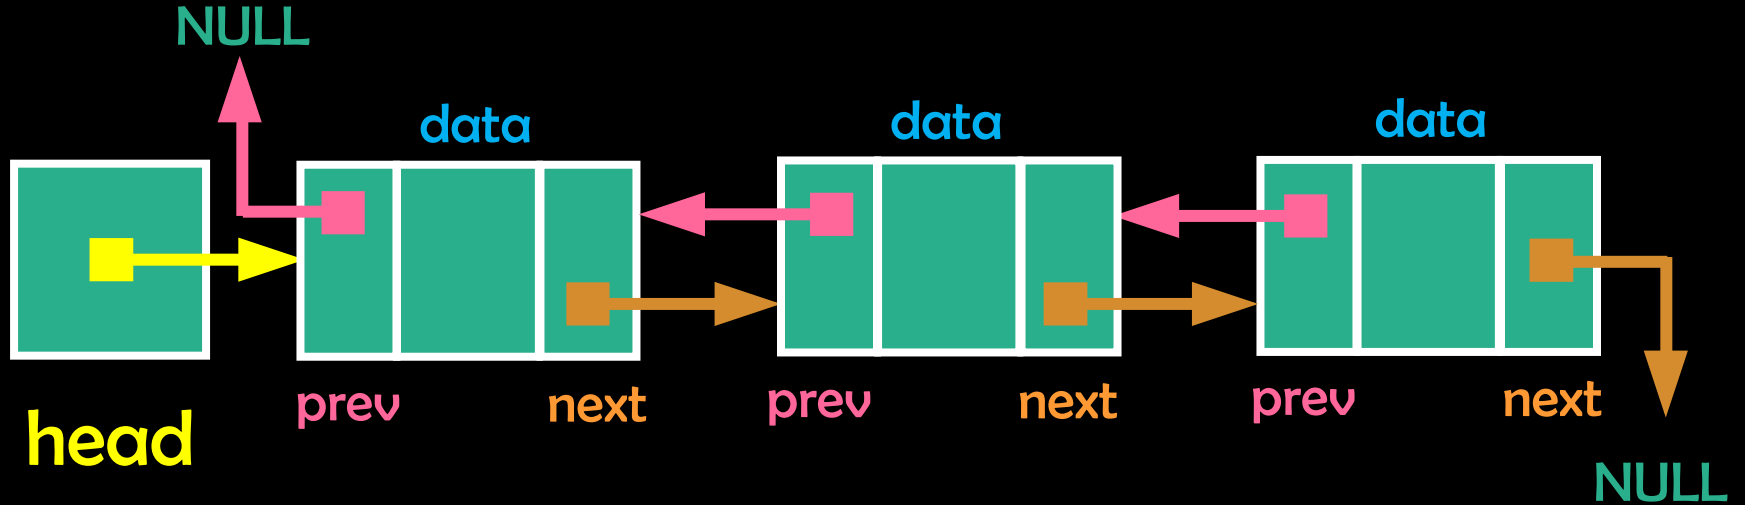 NULL
data
data
data
prev
next
prev
next
prev
next
head
NULL